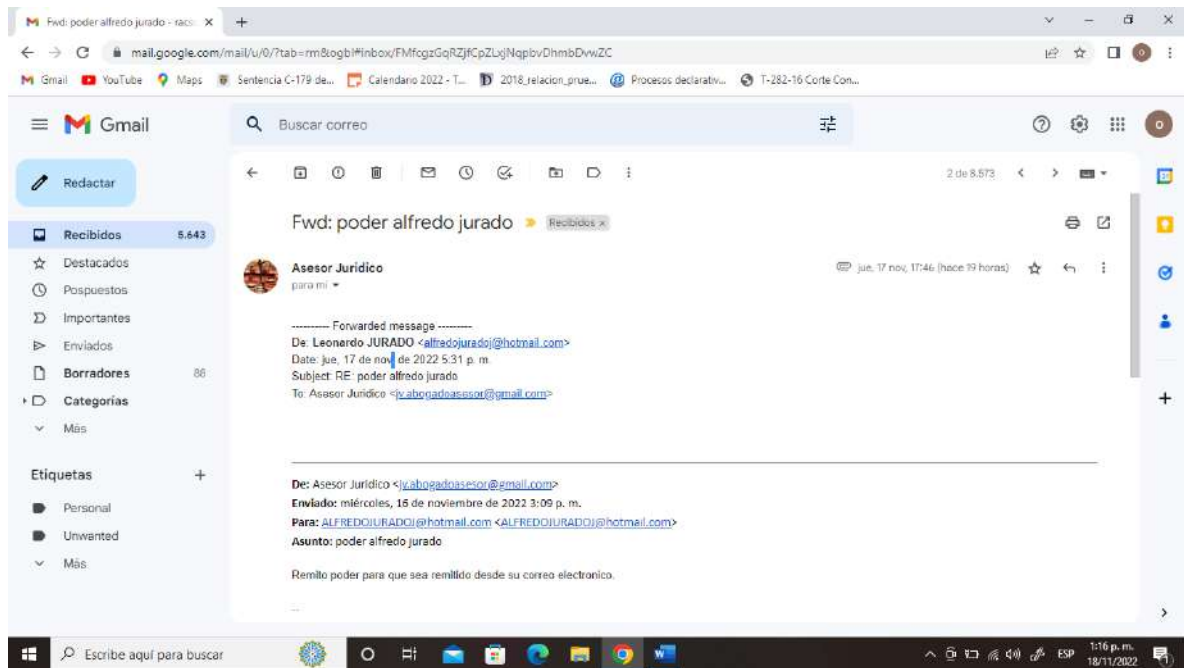 Fwd: poder alfredo jurado - racs
mail.google.com/mail/u/0/?tab=rm&ogbl#inbox/FMfcgzGqRZjfCpZLxjNqpbvDhmbDvwZC
Gmail YouTube Maps Sentencia C-179 de... Calendario 2022 - T... 2018_relacion_prue... Procesos declarativ... T-282-16 Corte Con...
Gmail
Buscar correo
Redactar
2 de 8.573
Recibidos 5.643
Destacados
Pospuestos
Importantes
Enviados
Borradores 86
Categorías
Más
Etiquetas
Personal
Unwanted
Más
Fwd: poder alfredo jurado Recibidos x
Asesor Juridico
jue, 17 nov, 17:46 (hace 19 horas)
para mí
---------- Forwarded message ---------
De: Leonardo JURADO <alfredojuradoj@hotmail.com>
Date: jue, 17 de nov de 2022 5:31 p. m.
Subject: RE: poder alfredo jurado
To: Asesor Juridico <jv.abogadoasesor@gmail.com>
De: Asesor Juridico <jv.abogadoasesor@gmail.com>
Enviado: miércoles, 16 de noviembre de 2022 3:09 p. m.
Para: ALFREDOJURADOJ@hotmail.com <ALFREDOJURADOJ@hotmail.com>
Asunto: poder alfredo jurado
Remito poder para que sea remitido desde su correo electronico.
--
Escribe aquí para buscar
ESP
1:16 p. m.
18/11/2022